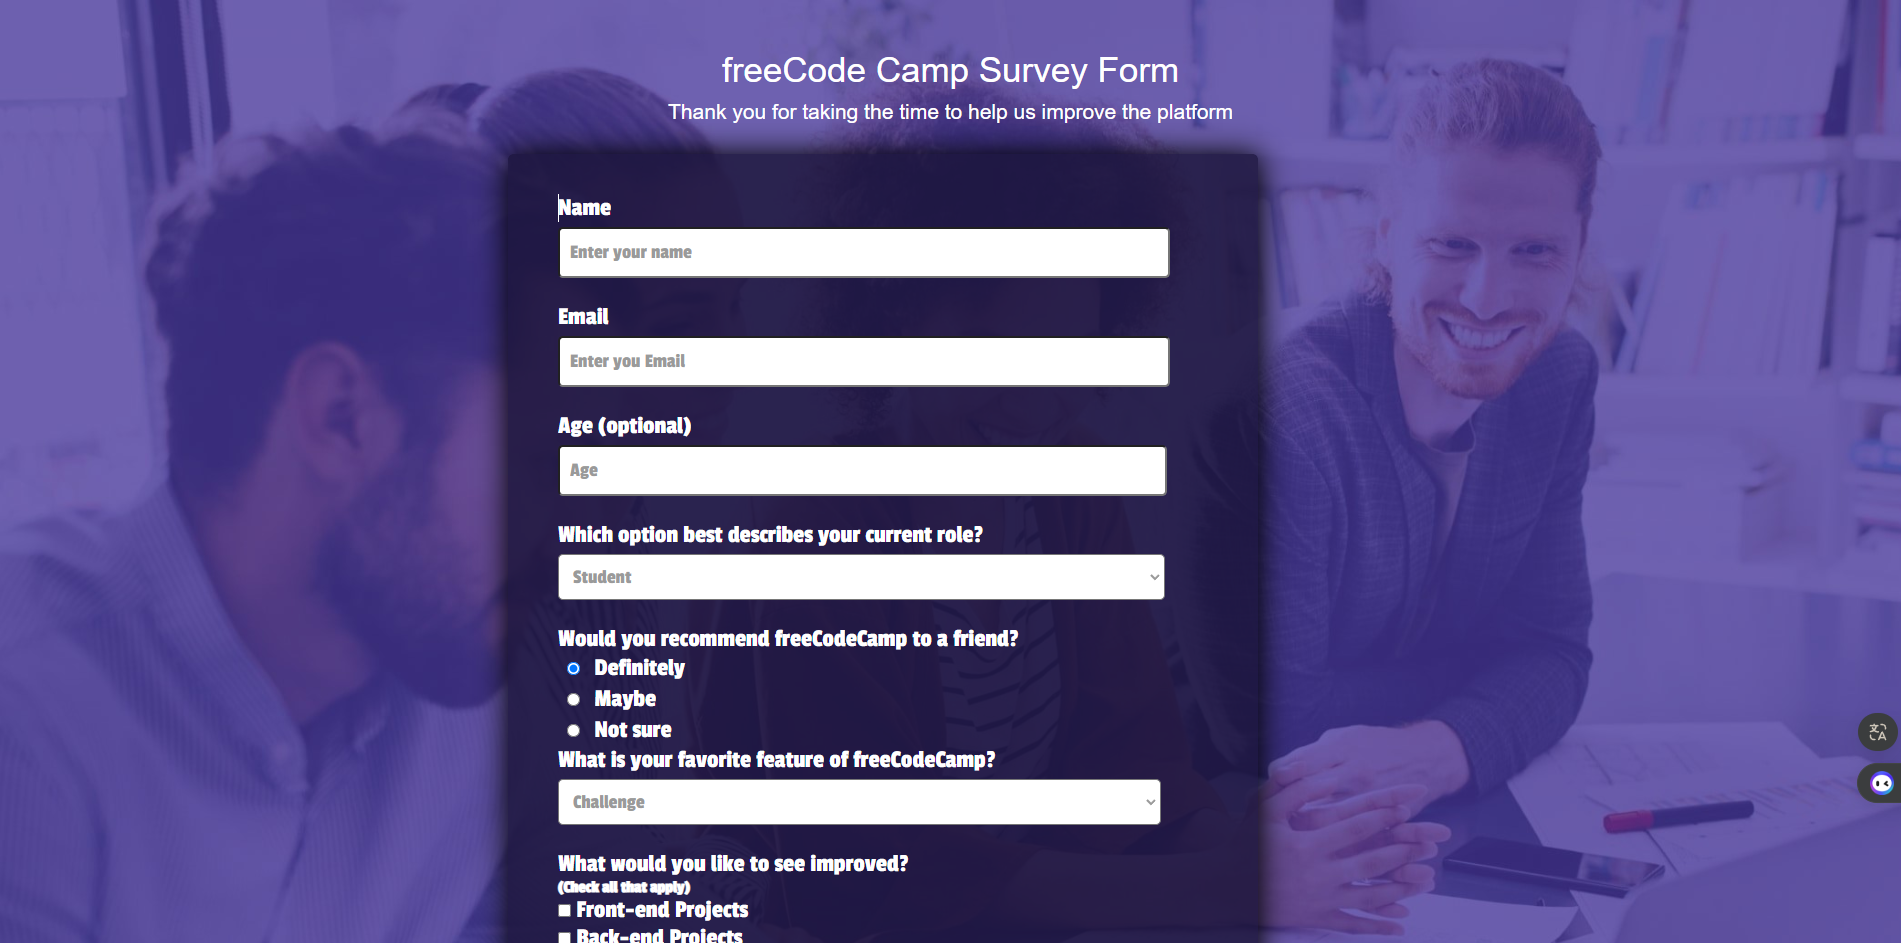 freeCode Camp Survey Form
Thank you for taking the time to help us improve the platform
Name
Enter your name
Email
Enter you Email
Age (optional)
Age
Which option best describes your current role?
Student
Would you recommend freeCodeCamp to a friend?
Definitely
Maybe
Not sure
What is your favorite feature of freeCodeCamp?
Challenge
What would you like to see improved?
(Check all that apply)
Front-end Projects
Back-end Projects